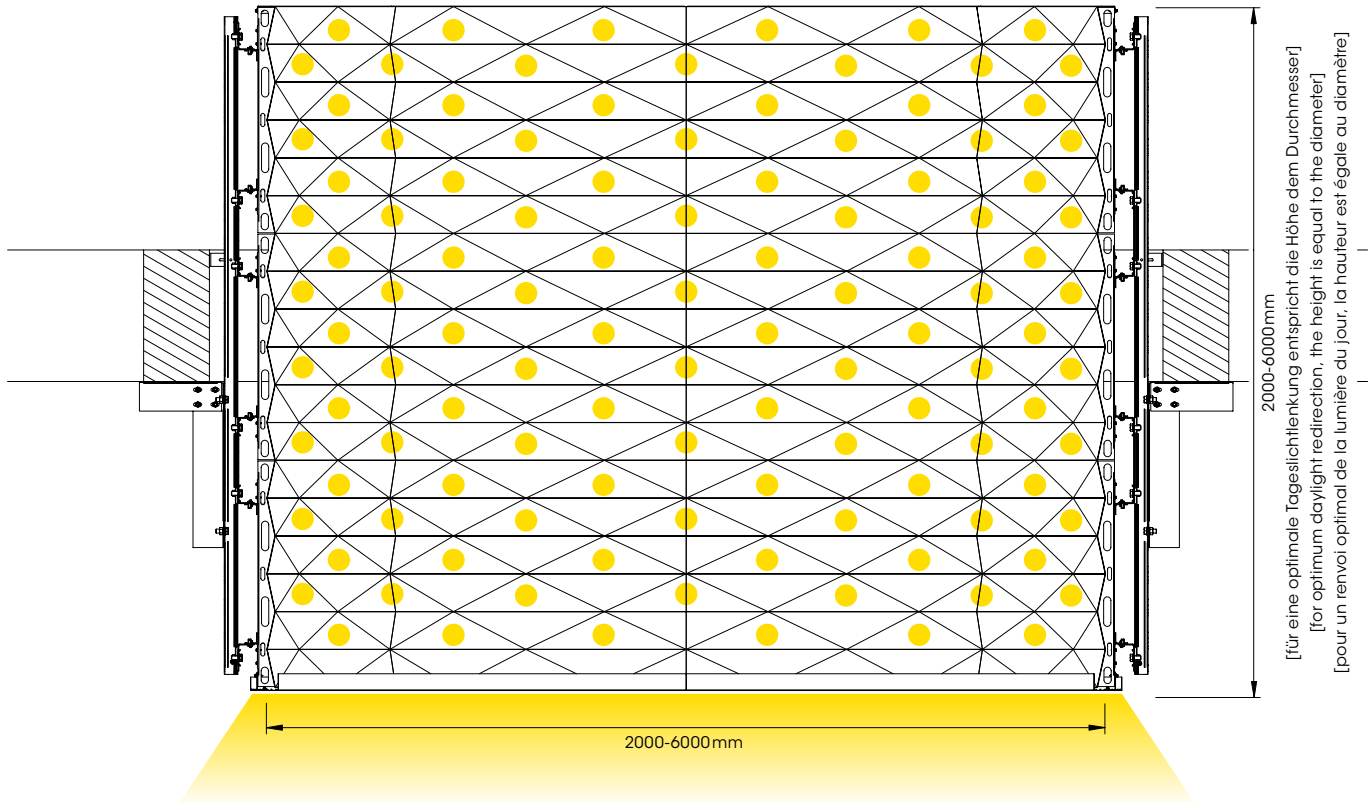 2000-6000mm
[für eine optimale Tageslichtlenkung entspricht die Höhe dem Durchmesser]
[for optimum daylight redirection, the height is equal to the diameter]
[pour un renvoi optimal de la lumière du jour, la hauteur est égale au diamètre]
2000-6000mm